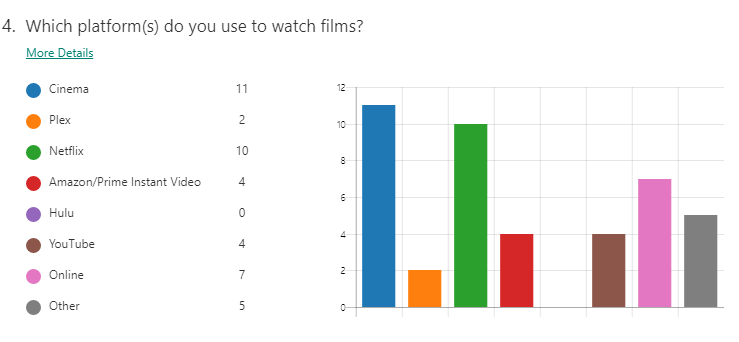 4. Which platform(s) do you use to watch films?
More Details
Cinema 11
Plex 2
Netflix 10
Amazon/Prime Instant Video 4
Hulu 0
YouTube 4
Online 7
Other 5
12
10
8
6
4
2
0